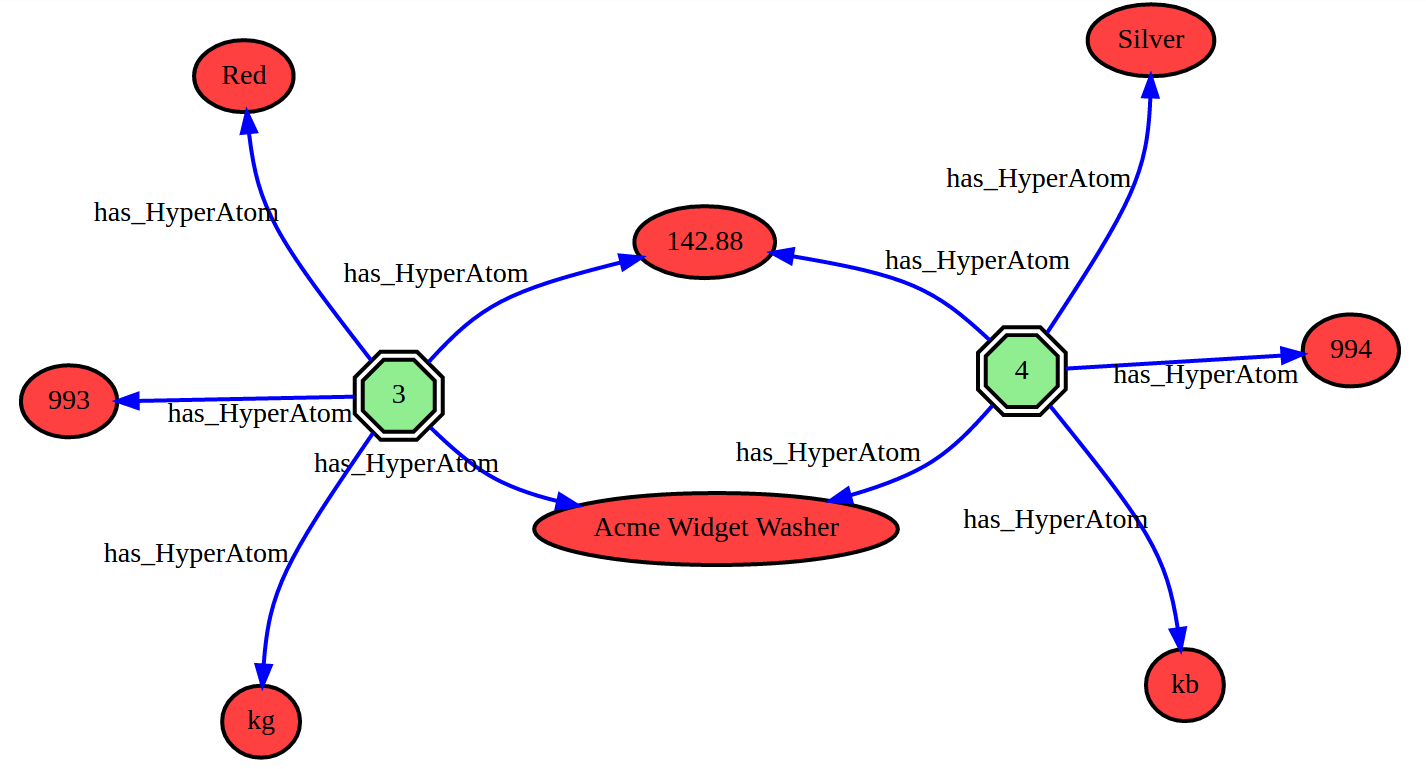 Silver
Red
has_HyperAtom
has_HyperAtom
142.88
has_HyperAtom
has_HyperAtom
994
4
has_HyperAtom
3
993
has_HyperAtom
has_HyperAtom
has_HyperAtom
has_HyperAtom
Acme Widget Washer
has_HyperAtom
kb
kg